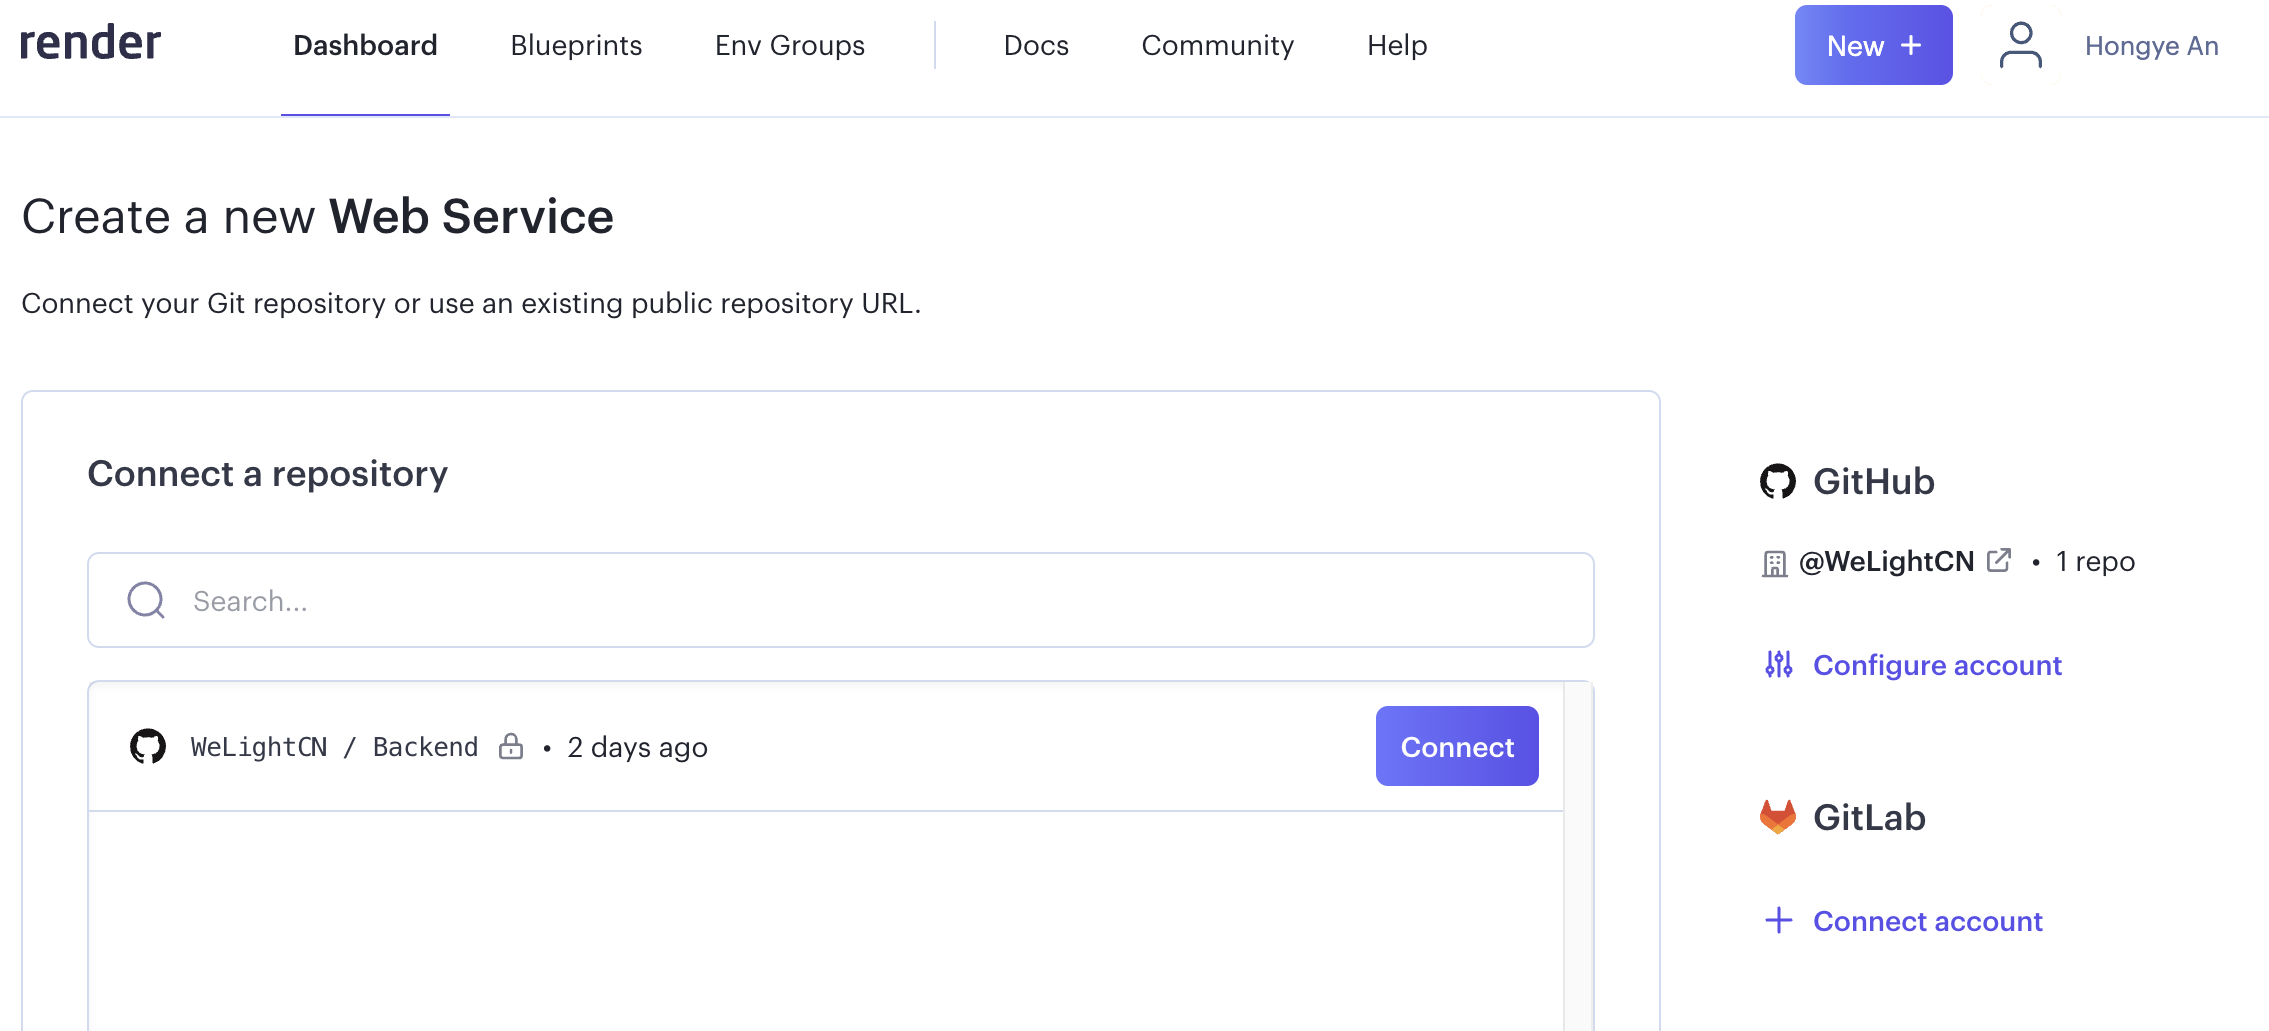 render Dashboard Blueprints Env Groups Docs Community Help New + Hongye An
Create a new Web Service
Connect your Git repository or use an existing public repository URL.
Connect a repository
Search...
WeLightCN / Backend • 2 days ago Connect
GitHub
@WeLightCN • 1 repo
Configure account
GitLab
Connect account